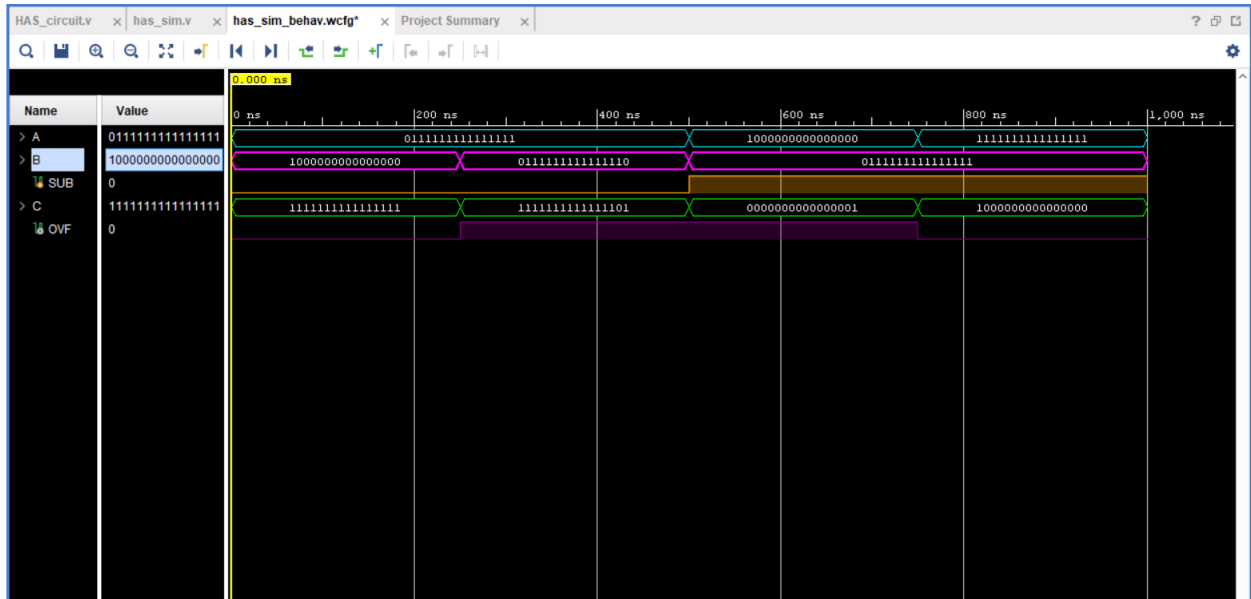 HAS_circuit.v × has_sim.v × has_sim_behav.wcfg* × Project Summary × ?
0.000 ns
Name Value 0 ns 200 ns 400 ns 600 ns 800 ns 1,000 ns
> A 0111111111111111 0111111111111111 1000000000000000 1111111111111111
> B 1000000000000000 1000000000000000 0111111111111110 0111111111111111
SUB 0
> C 1111111111111111 1111111111111111 1111111111111101 0000000000000001 1000000000000000
OVF 0